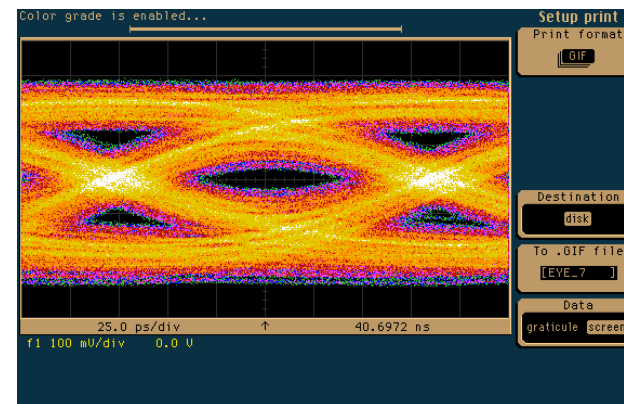 Color grade is enabled...
Setup print
Print format
GIF
Destination
disk
To .GIF file
[EYE_7 ]
Data
graticule screen
25.0 ps/div ↑ 40.6972 ns
f1 100 mV/div 0.0 V